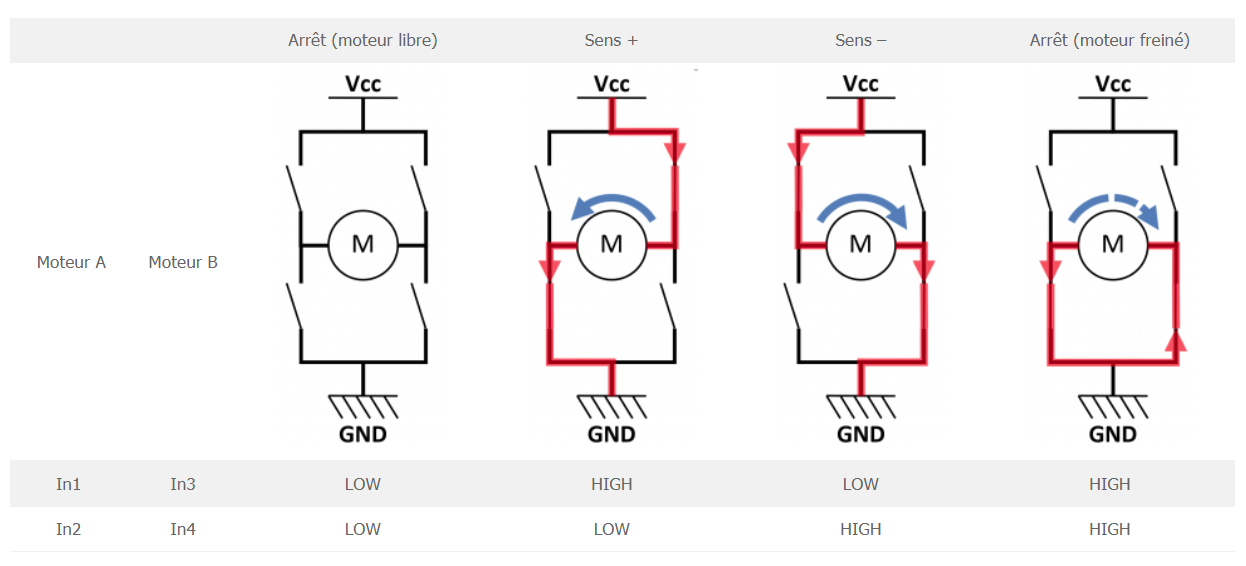 Arrêt (moteur libre) Sens + Sens – Arrêt (moteur freiné)
Vcc Vcc Vcc Vcc
Moteur A Moteur B M M M M
GND GND GND GND
In1 In3 LOW HIGH LOW HIGH
In2 In4 LOW LOW HIGH HIGH